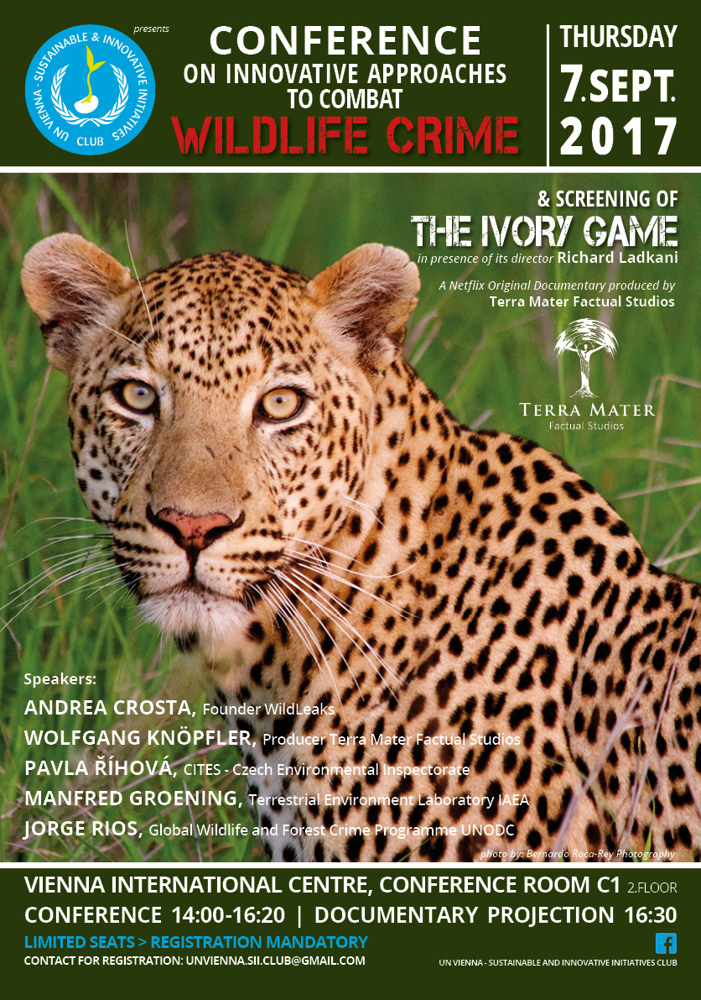 UN VIENNA - SUSTAINABLE & INNOVATIVE INITIATIVES
CLUB
presents
CONFERENCE
ON INNOVATIVE APPROACHES
TO COMBAT
WILDLIFE CRIME
THURSDAY
7.SEPT.
2017
& SCREENING OF
THE IVORY GAME
in presence of its director Richard Ladkani
A Netflix Original Documentary produced by
Terra Mater Factual Studios
TERRA MATER
Factual Studios
Speakers:
ANDREA CROSTA, Founder WildLeaks
WOLFGANG KNÖPFLER, Producer Terra Mater Factual Studios
PAVLA ŘÍHOVÁ, CITES - Czech Environmental Inspectorate
MANFRED GROENING, Terrestrial Environment Laboratory IAEA
JORGE RIOS, Global Wildlife and Forest Crime Programme UNODC
photo by: Bernardo Roca-Rey Photography
VIENNA INTERNATIONAL CENTRE, CONFERENCE ROOM C1 2.FLOOR
CONFERENCE 14:00-16:20 | DOCUMENTARY PROJECTION 16:30
LIMITED SEATS > REGISTRATION MANDATORY
CONTACT FOR REGISTRATION: UNVIENNA.SII.CLUB@GMAIL.COM
UN VIENNA - SUSTAINABLE AND INNOVATIVE INITIATIVES CLUB